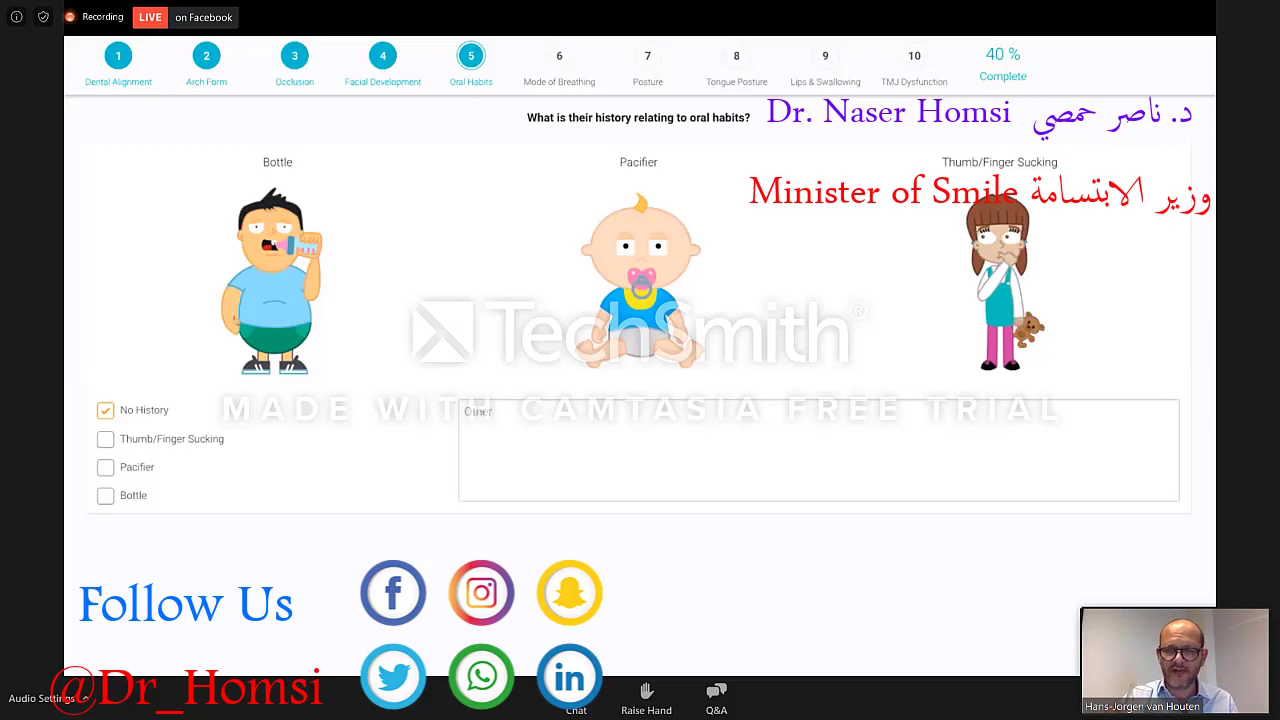 Recording
LIVE on Facebook
1 2 3 4 5 6 7 8 9 10 40 %
Dental Alignment Arch Form Occlusion Facial Development Oral Habits Mode of Breathing Posture Tongue Posture Lips & Swallowing TMJ Dysfunction Complete
What is their history relating to oral habits?
Dr. Naser Homsi د. ناصر حمصي
Bottle Pacifier Thumb/Finger Sucking
Minister of Smile وزير الابتسامة
TechSmith®
MADE WITH CAMTASIA FREE TRIAL
No History
Other
Thumb/Finger Sucking
Pacifier
Bottle
Follow Us
@Dr_Homsi
Audio Settings
Chat Raise Hand Q&A
Hans-Jorgen van Houten